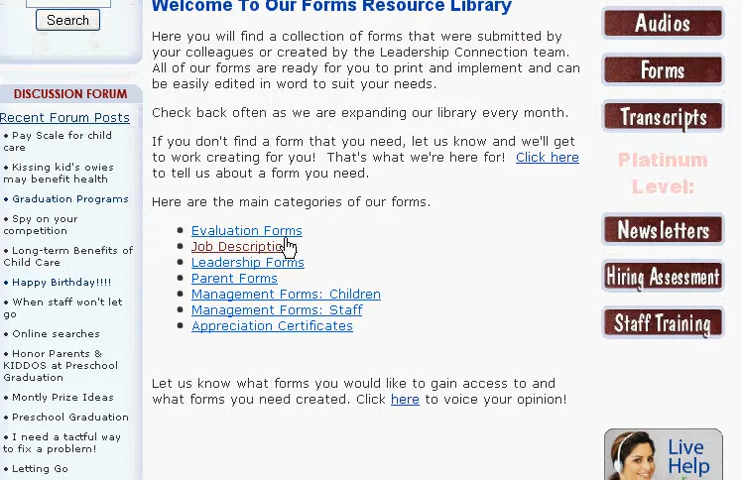 Search
DISCUSSION FORUM
Recent Forum Posts
• Pay Scale for child
care
• Kissing kid's owies
may benefit health
• Graduation Programs
• Spy on your
competition
• Long-term Benefits of
Child Care
• Happy Birthday!!!!
• When staff won't let
go
• Online searches
• Honor Parents &
KIDDOS at Preschool
Graduation
• Montly Prize Ideas
• Preschool Graduation
• I need a tactful way
to fix a problem!
• Letting Go
Welcome To Our Forms Resource Library
Here you will find a collection of forms that were submitted by
your colleagues or created by the Leadership Connection team.
All of our forms are ready for you to print and implement and can
be easily edited in word to suit your needs.
Check back often as we are expanding our library every month.
If you don't find a form that you need, let us know and we'll get
to work creating for you! That's what we're here for! Click here
to tell us about a form you need.
Here are the main categories of our forms.
• Evaluation Forms
• Job Descriptio
• Leadership Forms
• Parent Forms
• Management Forms: Children
• Management Forms: Staff
• Appreciation Certificates
Let us know what forms you would like to gain access to and
what forms you need created. Click here to voice your opinion!
Audios
Forms
Transcripts
Platinum
Level:
Newsletters
Hiring Assessment
Staff Training
Live
Help